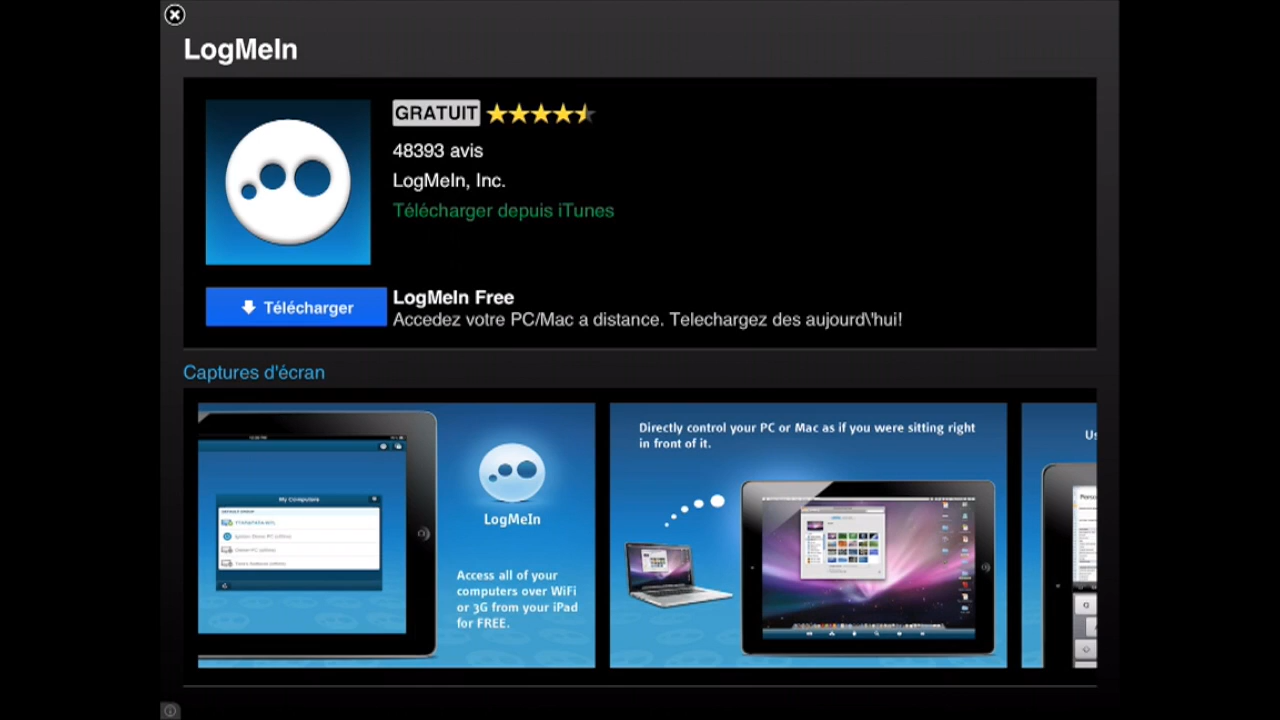 LogMeIn
GRATUIT
48393 avis
LogMeIn, Inc.
Télécharger depuis iTunes
Télécharger
LogMeIn Free
Accedez votre PC/Mac a distance. Telechargez des aujourd\'hui!
Captures d'écran
My Computers
LogMeIn
Access all of your
computers over WiFi
or 3G from your iPad
for FREE.
Directly control your PC or Mac as if you were sitting right
in front of it.